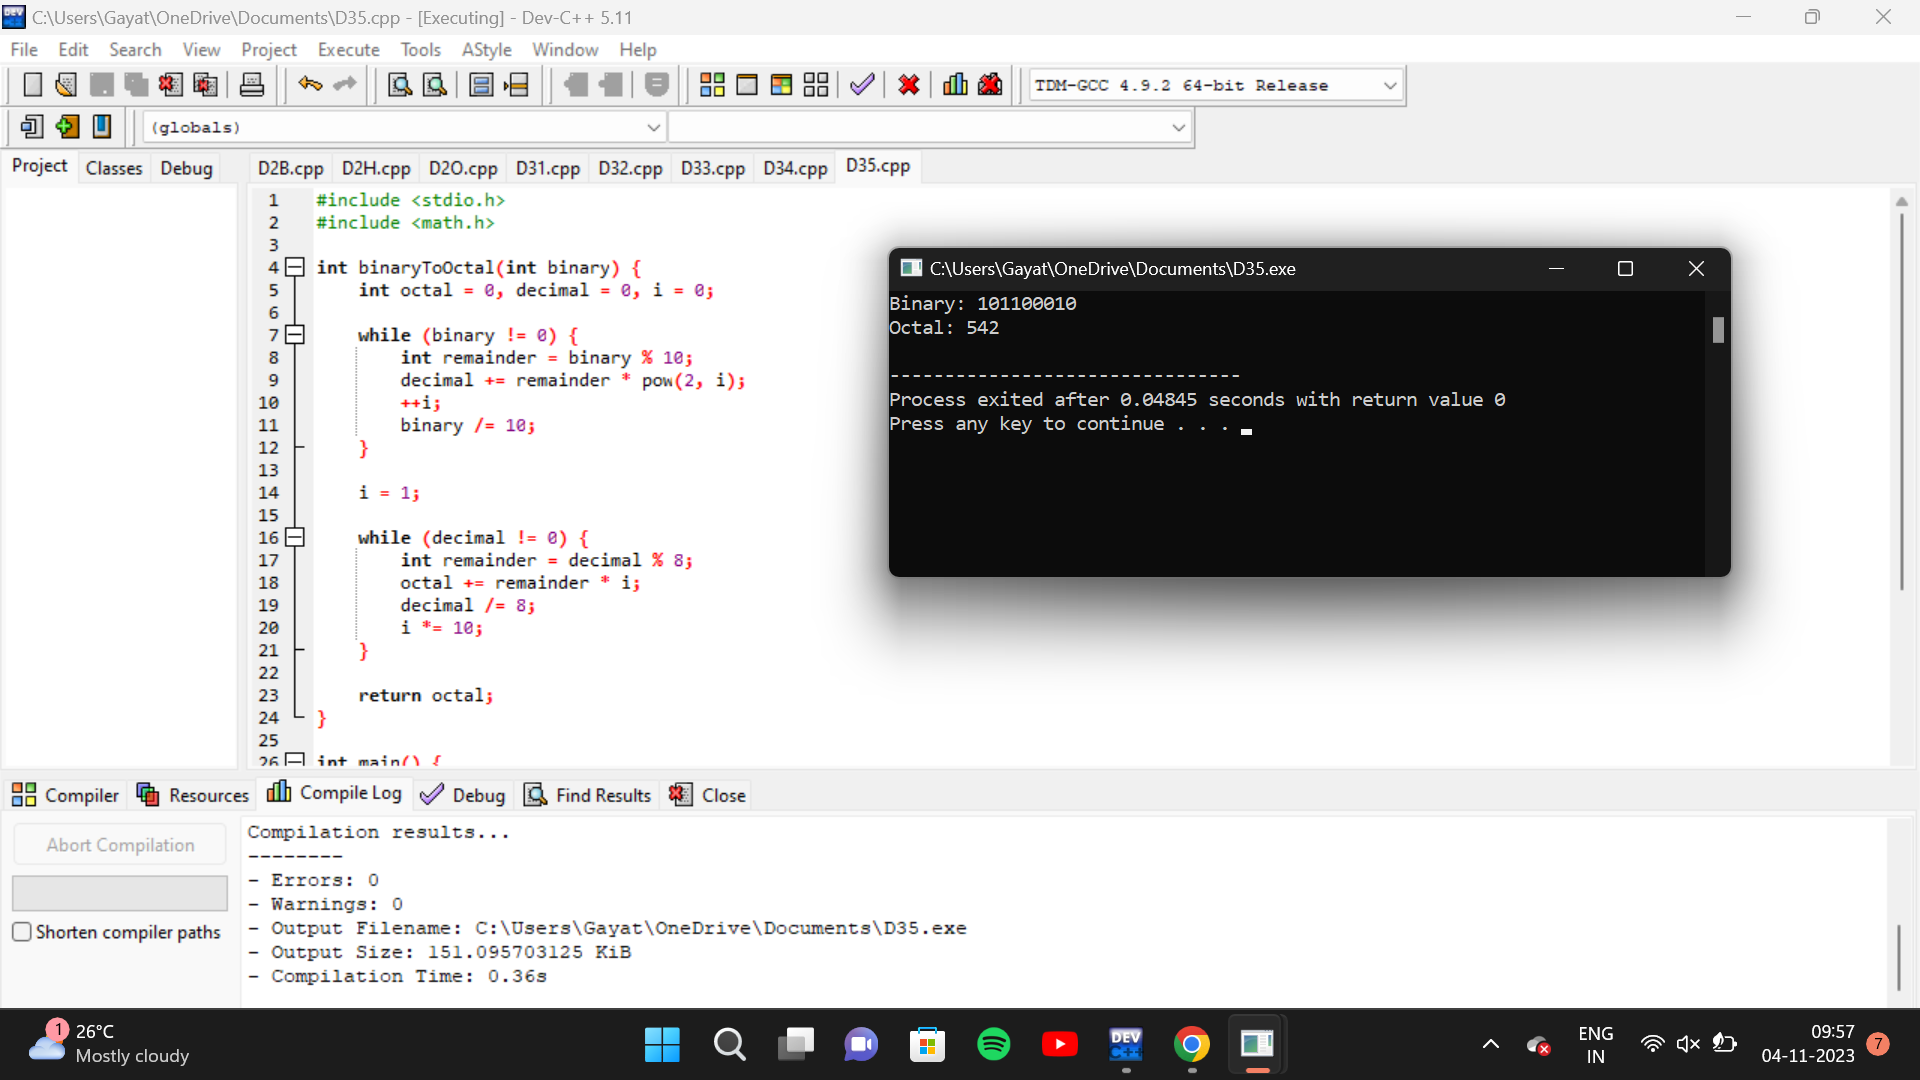 C:\Users\Gayat\OneDrive\Documents\D35.cpp - [Executing] - Dev-C++ 5.11
File Edit Search View Project Execute Tools AStyle Window Help
TDM-GCC 4.9.2 64-bit Release
(globals)
Project Classes Debug
D2B.cpp D2H.cpp D2O.cpp D31.cpp D32.cpp D33.cpp D34.cpp D35.cpp
1 #include <stdio.h>
2 #include <math.h>
3
4 int binaryToOctal(int binary) {
5 int octal = 0, decimal = 0, i = 0;
6
7 while (binary != 0) {
8 int remainder = binary % 10;
9 decimal += remainder * pow(2, i);
10 ++i;
11 binary /= 10;
12 }
13
14 i = 1;
15
16 while (decimal != 0) {
17 int remainder = decimal % 8;
18 octal += remainder * i;
19 decimal /= 8;
20 i *= 10;
21 }
22
23 return octal;
24 }
25
26 int main() {
C:\Users\Gayat\OneDrive\Documents\D35.exe
Binary: 101100010
Octal: 542
--------------------------------
Process exited after 0.04845 seconds with return value 0
Press any key to continue . . .
Compiler Resources Compile Log Debug Find Results Close
Abort Compilation
Shorten compiler paths
Compilation results...
--------
- Errors: 0
- Warnings: 0
- Output Filename: C:\Users\Gayat\OneDrive\Documents\D35.exe
- Output Size: 151.095703125 KiB
- Compilation Time: 0.36s
1
26°C
Mostly cloudy
DEV
C++
ENG
IN
09:57
04-11-2023
7